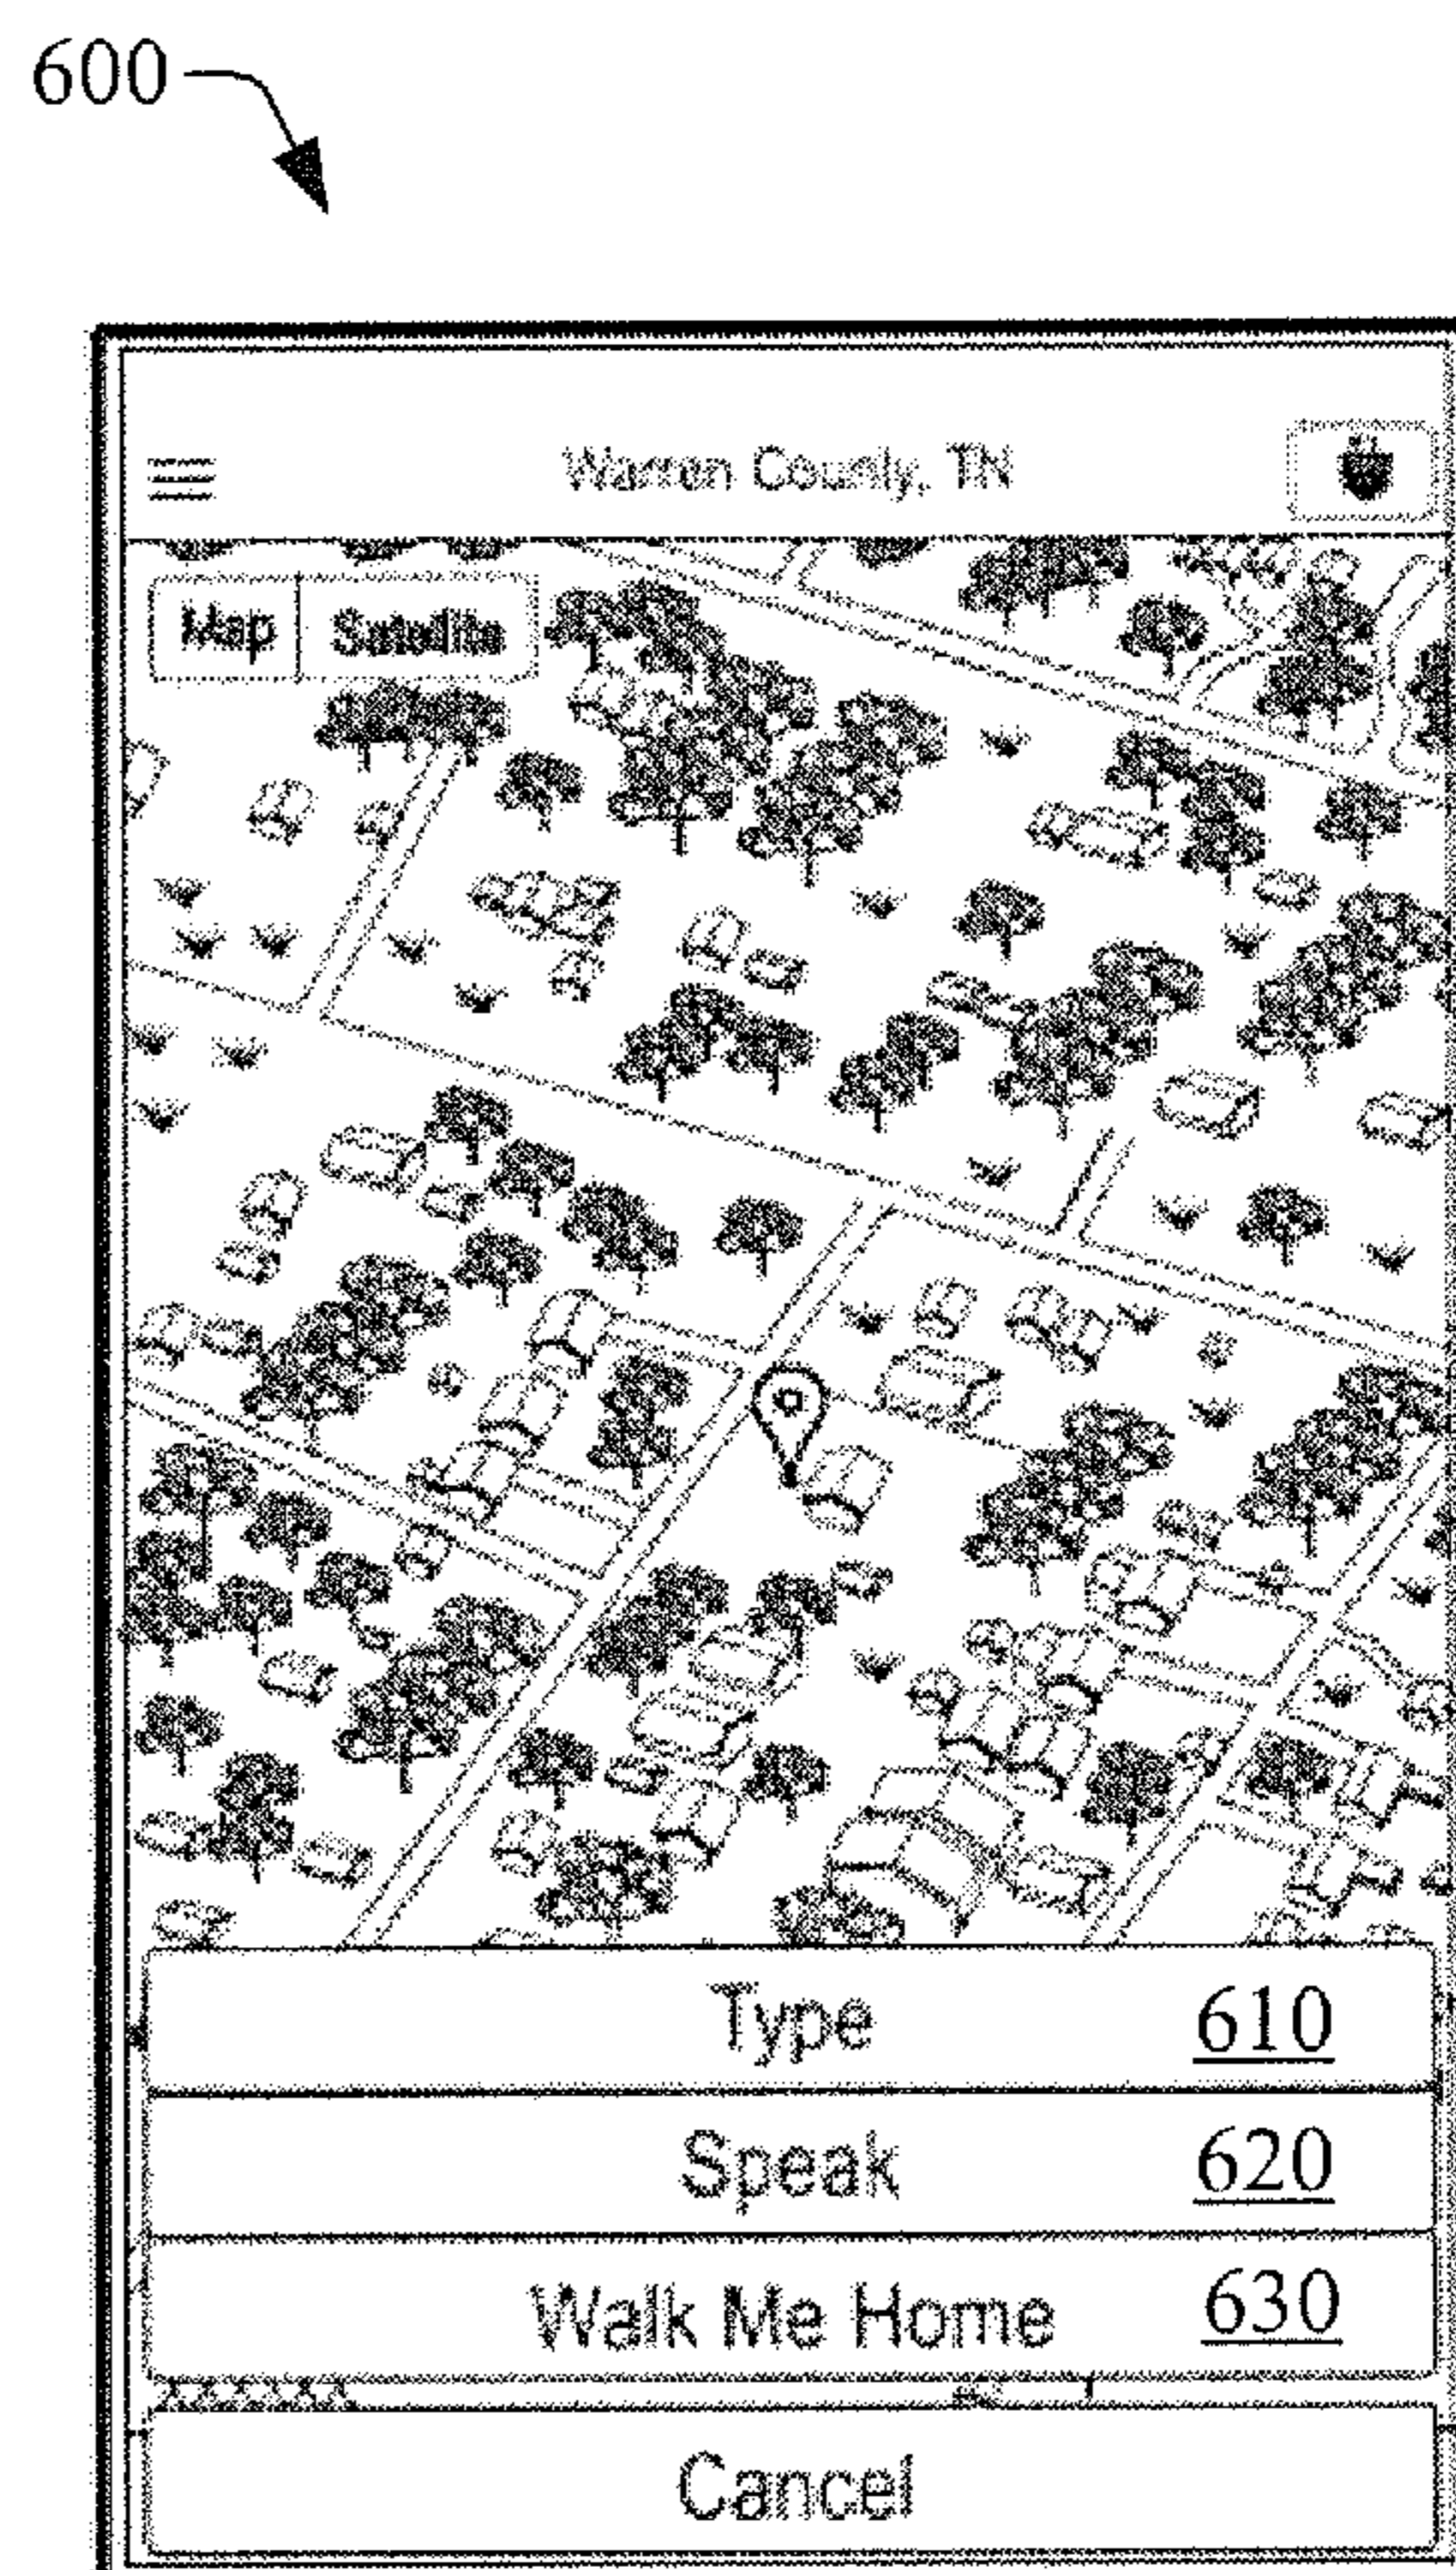 600
Warren County, TN
Map Satellite
Type 610
Speak 620
Walk Me Home 630
Cancel